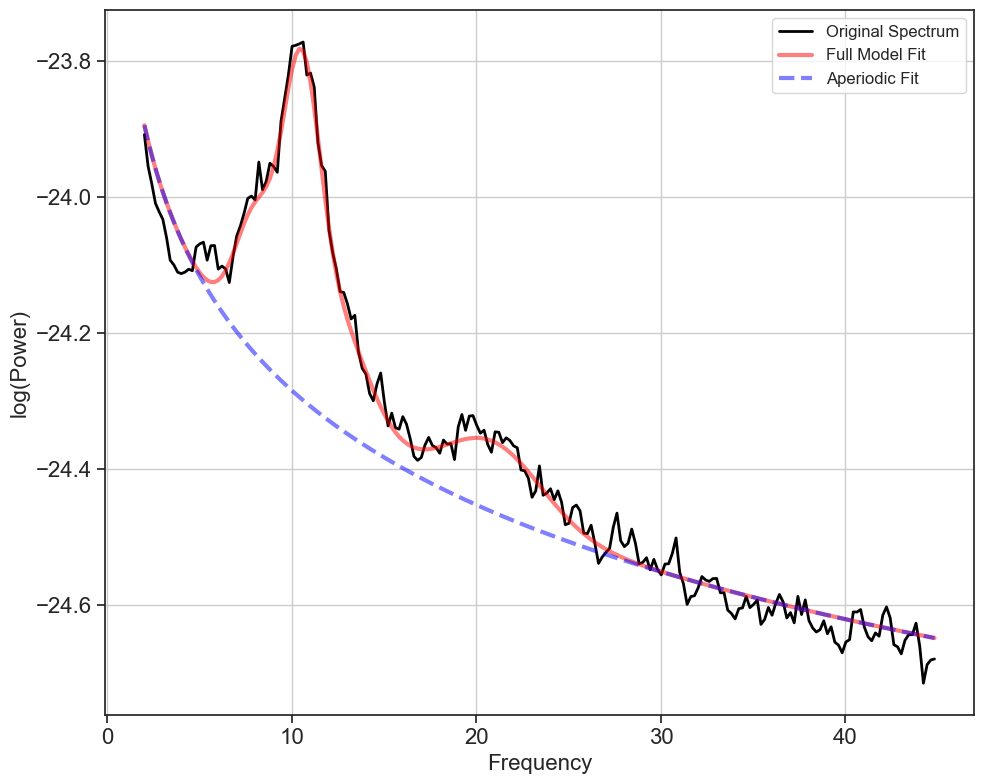 Original Spectrum
Full Model Fit
Aperiodic Fit
log(Power)
−23.8
−24.0
−24.2
−24.4
−24.6
0 10 20 30 40
Frequency